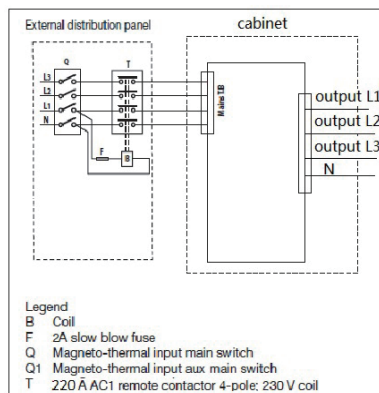 External distribution panel
cabinet
Q
T
L3
L2
L1
N
Mains T.B
F
B
output L1
output L2
output L3
N
Legend
B Coil
F 2A slow blow fuse
Q Magneto-thermal input main switch
Q1 Magneto-thermal input aux main switch
T 220 A AC1 remote contactor 4-pole; 230 V coil